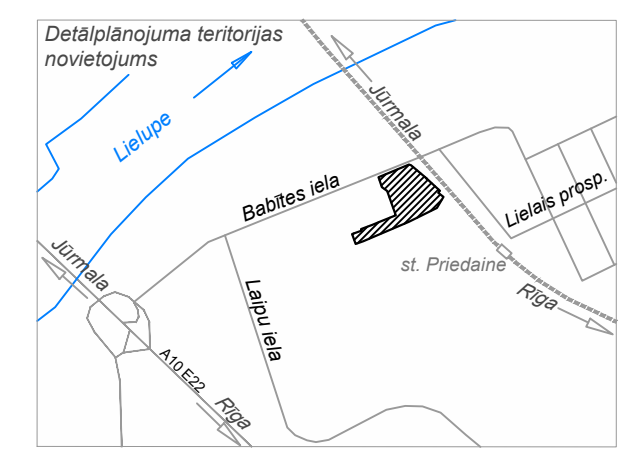 Detālplānojuma teritorijas
novietojums
Jūrmala
Lielupe
Babītes iela
Lielais prosp.
Jūrmala
st. Priedaine
Rīga
Laipu iela
A10 E22
Rīga